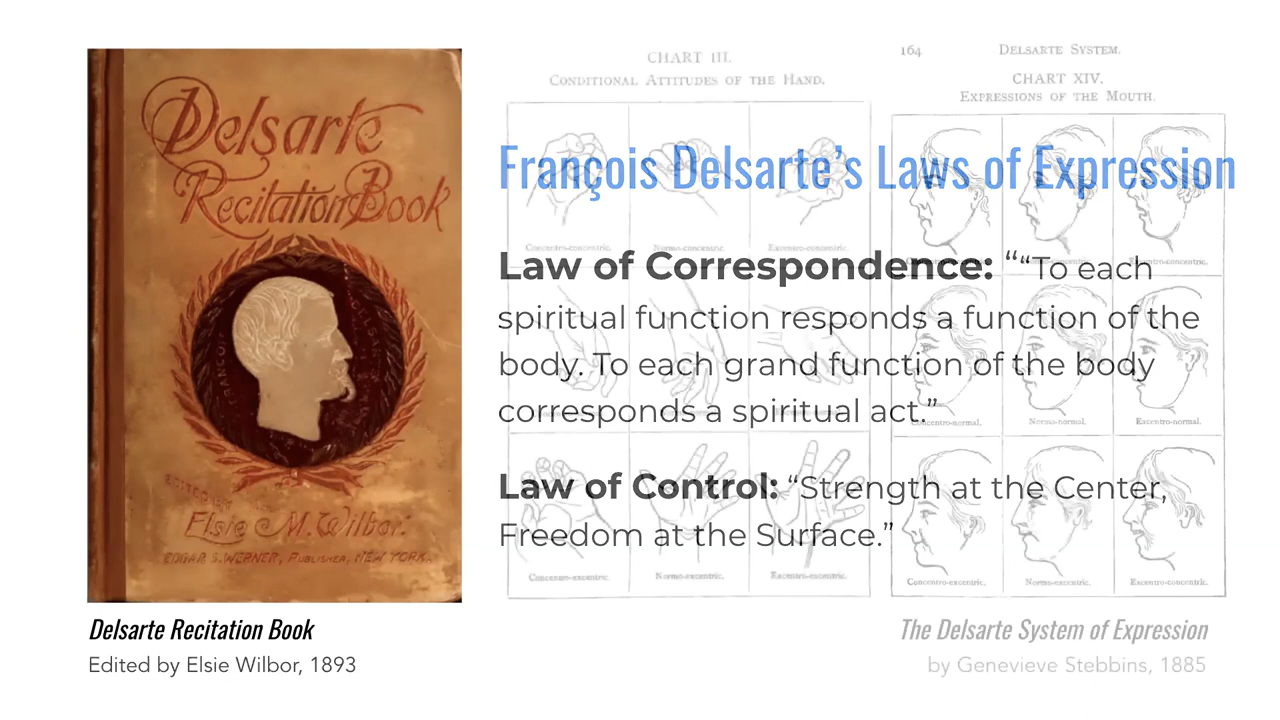 Delsarte
Recitation Book
EDITED BY
Elsie M. Wilbor.
EDGAR S. WERNER, PUBLISHER, NEW YORK.
Delsarte Recitation Book
Edited by Elsie Wilbor, 1893
François Delsarte’s Laws of Expression
Law of Correspondence: ““To each
spiritual function responds a function of the
body. To each grand function of the body
corresponds a spiritual act.”
Law of Control: “Strength at the Center,
Freedom at the Surface.”
CHART III.
CONDITIONAL ATTITUDES OF THE HAND.
Concentro-concentric. Normo-concentric. Excentro-concentric.
Concentro-excentric. Normo-excentric. Excentro-excentric.
164 DELSARTE SYSTEM.
CHART XIV.
EXPRESSIONS OF THE MOUTH.
Concentro-normal. Normo-normal. Excentro-normal.
Concentro-excentric. Normo-excentric. Excentro-concentric.
The Delsarte System of Expression
by Genevieve Stebbins, 1885